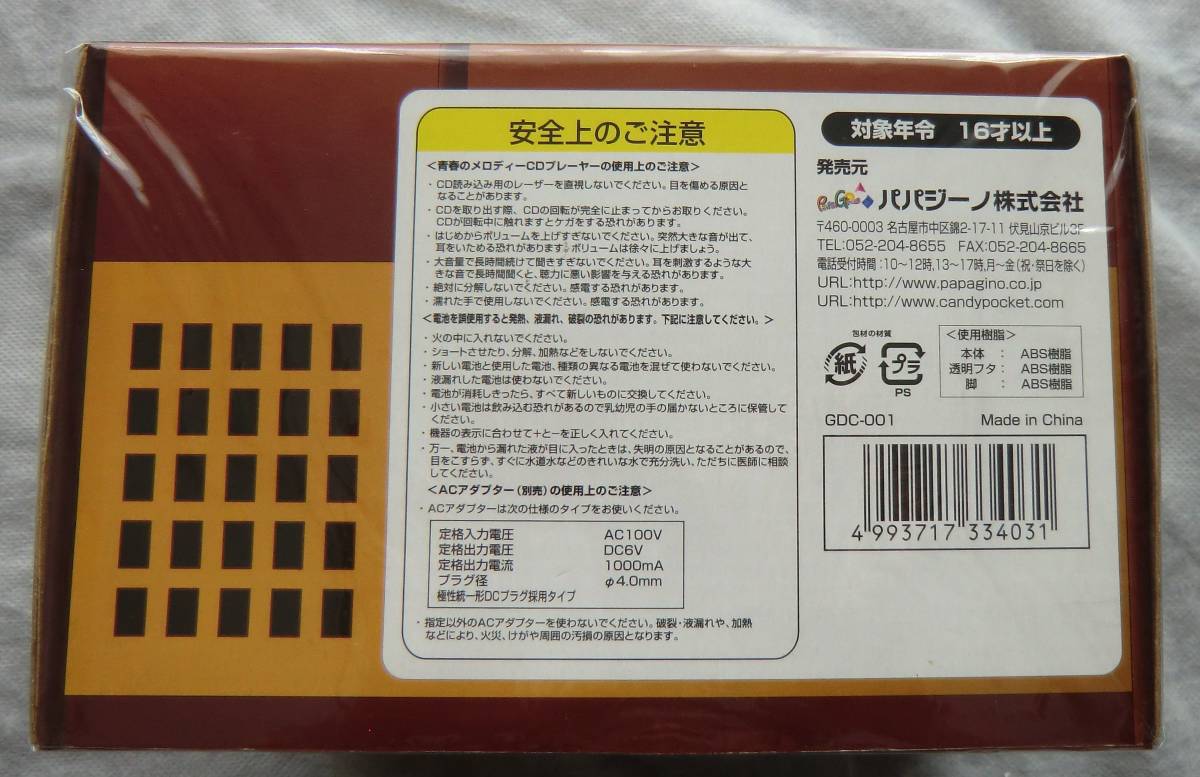 安全上のご注意
<青春のメロディーCDプレーヤーの使用上のご注意>
・CD読み込み用のレーザーを直視しないでください。目を傷める原因と
なることがあります。
・CDを取り出す際、CDの回転が完全に止まってからお取りください。
CDが回転中に触れますとケガをする恐れがあります。
・はじめからボリュームを上げすぎないでください。突然大きな音が出て、
耳をいためる恐れがあります。ボリュームは徐々に上げましょう。
・大音量で長時間続けて聞きすぎないでください。耳を刺激するような大
きな音で長時間聞くと、聴力に悪い影響を与える恐れがあります。
・絶対に分解しないでください。感電する恐れがあります。
・濡れた手で使用しないでください。感電する恐れがあります。
<電池を誤使用すると発熱、液漏れ、破裂の恐れがあります。下記に注意してください。>
・火の中に入れないでください。
・ショートさせたり、分解、加熱などをしないでください。
・新しい電池と使用した電池、種類の異なる電池を混ぜて使わないでください。
・液漏れした電池は使わないでください。
・電池が消耗しきったら、すべて新しいものに交換してください。
・小さい電池は飲み込む恐れがあるので乳幼児の手の届かないところに保管して
ください。
・機器の表示に合わせて+と−を正しく入れてください。
・万一、電池から漏れた液が目に入ったときは、失明の原因となることがあるので、
目をこすらず、すぐに水道水などのきれいな水で充分洗い、ただちに医師に相談
してください。
<ACアダプター(別売)の使用上のご注意>
・ACアダプターは次の仕様のタイプをお使いください。
定格入力電圧 AC100V
定格出力電圧 DC6V
定格出力電流 1000mA
プラグ径 φ4.0mm
極性統一形DCプラグ採用タイプ
・指定以外のACアダプターを使わないでください。破裂・液漏れや、加熱
などにより、火災、けがや周囲の汚損の原因となります。
対象年令 16才以上
発売元
PapaGino パパジーノ株式会社
〒460-0003 名古屋市中区錦2-17-11 伏見山京ビル3F
TEL:052-204-8655 FAX:052-204-8665
電話受付時間:10〜12時,13〜17時,月〜金(祝・祭日を除く)
URL:http://www.papagino.co.jp
URL:http://www.candypocket.com
包材の材質
紙
プラ
PS
<使用樹脂>
本体 : ABS樹脂
透明フタ : ABS樹脂
脚 : ABS樹脂
GDC-001 Made in China
4 993717 334031